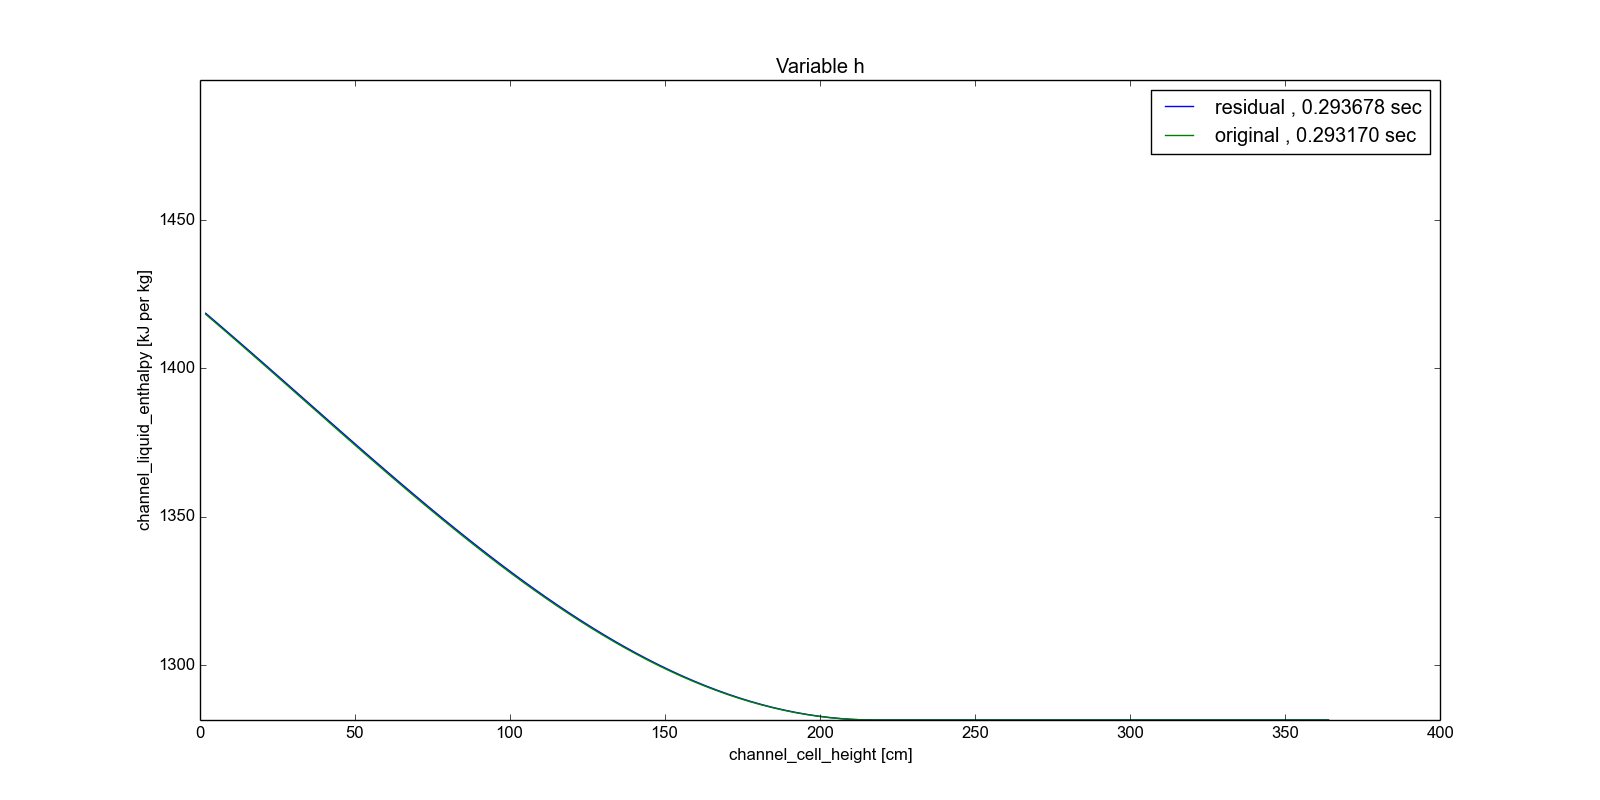 Variable h
residual , 0.293678 sec
original , 0.293170 sec
channel_liquid_enthalpy [kJ per kg]
1450
1400
1350
1300
0 50 100 150 200 250 300 350 400
channel_cell_height [cm]